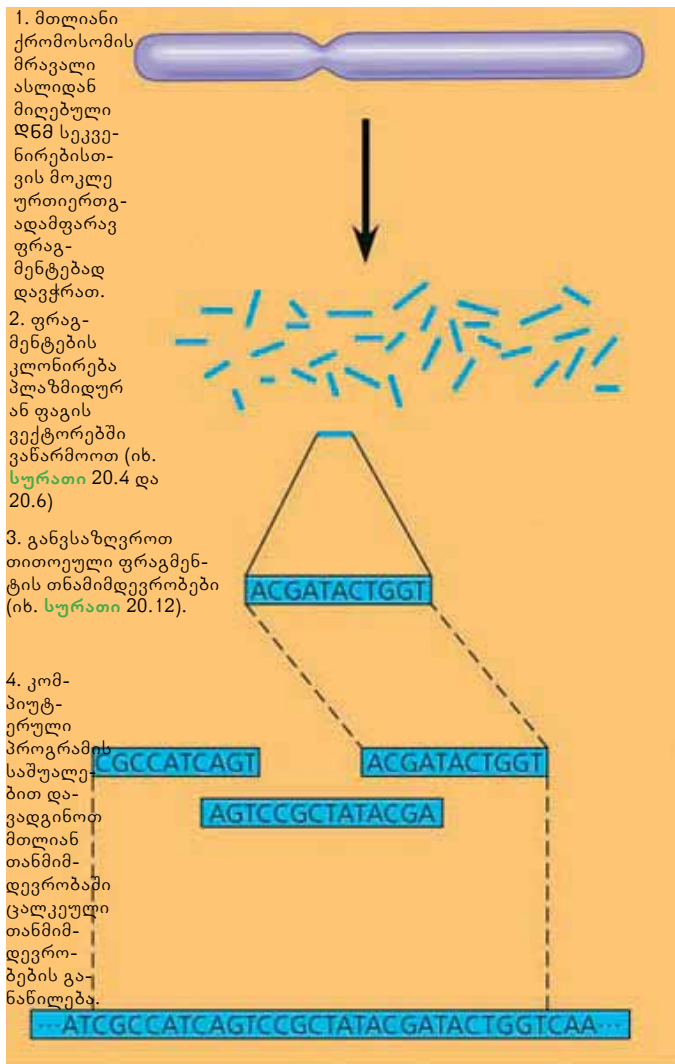 1. მთლიანი
ქრომოსომის
მრავალი
ასლიდან
მიღებული
დნმ სეკვე-
ნირებისთ-
ვის მოკლე
ურთიერთგ-
ადამფარავ
ფრაგ-
მენტებად
დავჭრათ.
2. ფრაგ-
მენტების
კლონირება
პლაზმიდურ
ან ფაგის
ვექტორებში
ვაწარმოოთ (იხ.
სურათი 20.4 და
20.6)
3. განვსაზღვროთ
თითოეული ფრაგმენ-
ტის თნამიმდევრობები
(იხ. სურათი 20.12).
ACGATACTGGT
4. კომ-
პიუტ-
ერული
პროგრამის
საშუალე-
ბით და-
ვადგინოთ
მთლიან
თანმიმ-
დევრობაში
ცალკეული
თანმიმ-
დევრო-
ბების გა-
ნაწილება.
CGCCATCAGT ACGATACTGGT
AGTCCGCTATACGA
···ATCGCCATCAGTCCGCTATACGATACTGGTCAA···